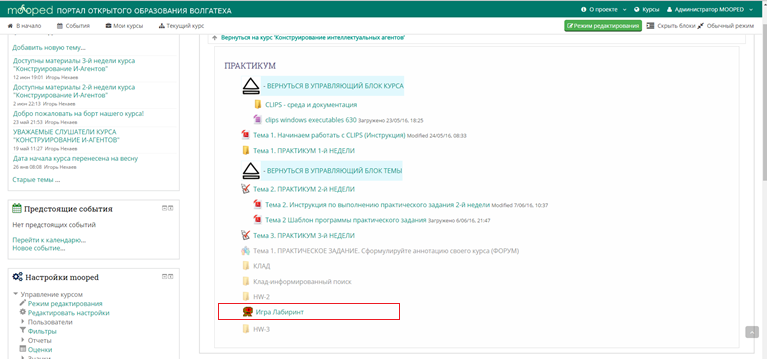 mooped ПОРТАЛ ОТКРЫТОГО ОБРАЗОВАНИЯ ВОЛГАТЕХА
О проекте Курсы Администратор MOOPED
В начало События Мои курсы Текущий курс
Режим редактирования Скрыть блоки Обычный режим
Добавить новую тему...
Доступны материалы 3-й недели курса
"Конструирование И-Агентов"
12 июн 19:01 Игорь Нехаев
Доступны материалы 2-й недели курса
"Конструирование И-Агентов"
2 июн 22:13 Игорь Нехаев
Добро пожаловать на борт нашего курса!
23 май 21:53 Игорь Нехаев
УВАЖАЕМЫЕ СЛУШАТЕЛИ КУРСА
"КОНСТРУИРОВАНИЕ И-АГЕНТОВ"
19 май 11:27 Игорь Нехаев
Дата начала курса перенесена на весну
26 янв 08:08 Игорь Нехаев
Старые темы ...
Предстоящие события
Нет предстоящих событий
Перейти к календарю...
Новое событие...
Настройки mooped
Управление курсом
Режим редактирования
Редактировать настройки
Пользователи
Фильтры
Отчеты
Оценки
Вернуться на курс 'Конструирование интеллектуальных агентов'
ПРАКТИКУМ
- ВЕРНУТЬСЯ В УПРАВЛЯЮЩИЙ БЛОК КУРСА
CLIPS - среда и документация
clips windows executables 630 Загружено 23/05/16, 18:25
Тема 1. Начинаем работать с CLIPS (Инструкция) Modified 24/05/16, 08:33
Тема 1. ПРАКТИКУМ 1-й НЕДЕЛИ
- ВЕРНУТЬСЯ В УПРАВЛЯЮЩИЙ БЛОК ТЕМЫ
Тема 2. ПРАКТИКУМ 2-й НЕДЕЛИ
Тема 2. Инструкция по выполнению практического задания 2-й недели Modified 7/06/16, 10:37
Тема 2 Шаблон программы практического задания Загружено 6/06/16, 21:47
Тема 3. ПРАКТИКУМ 3-й НЕДЕЛИ
Тема 1. ПРАКТИЧЕСКОЕ ЗАДАНИЕ. Сформулируйте аннотацию своего курса (ФОРУМ)
КЛАД
Клад-информированный поиск
HW-2
Игра Лабиринт
HW-3